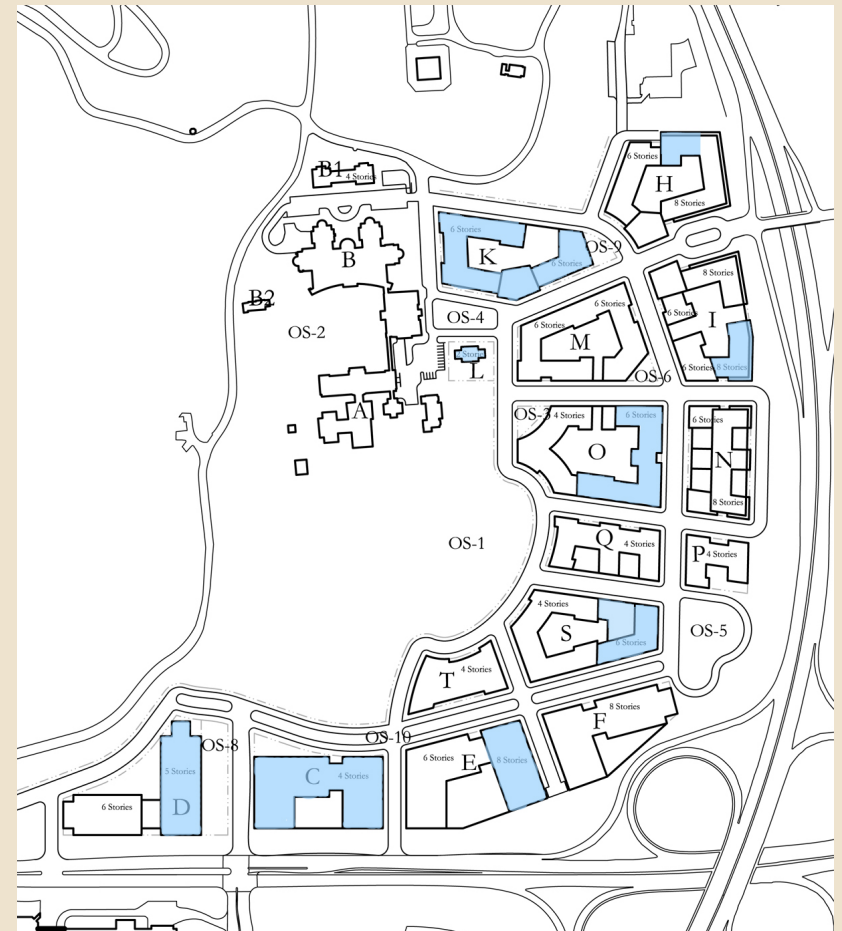 B1
4 Stories
6 Stories
H
8 Stories
6 Stories
K
6 Stories
OS-9
B
B2
OS-2
OS-4
6 Stories
6 Stories
M
OS-6
8 Stories
6 Stories
I
6 Stories
8 Stories
L
A
OS-3
4 Stories
6 Stories
O
6 Stories
N
8 Stories
OS-1
Q
4 Stories
P
4 Stories
4 Stories
S
6 Stories
OS-5
T
4 Stories
8 Stories
F
OS-10
OS-8
6 Stories
E
8 Stories
5 Stories
C
4 Stories
6 Stories
D